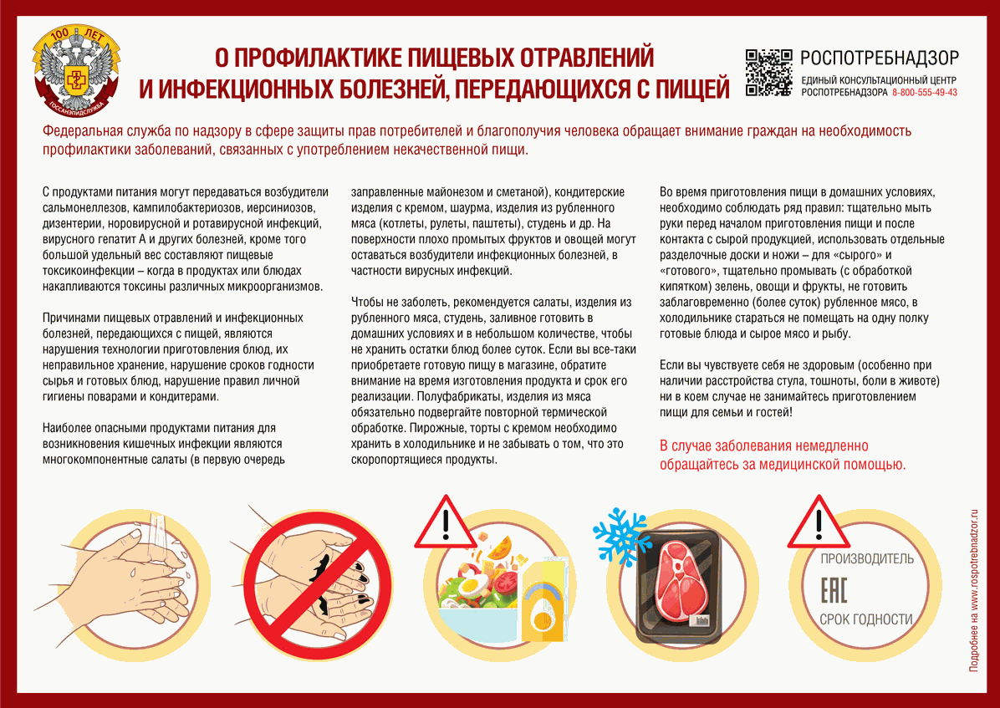 100 ЛЕТ
ГОССАНЭПИДСЛУЖБА
О ПРОФИЛАКТИКЕ ПИЩЕВЫХ ОТРАВЛЕНИЙ
И ИНФЕКЦИОННЫХ БОЛЕЗНЕЙ, ПЕРЕДАЮЩИХСЯ С ПИЩЕЙ
РОСПОТРЕБНАДЗОР
ЕДИНЫЙ КОНСУЛЬТАЦИОННЫЙ ЦЕНТР
РОСПОТРЕБНАДЗОРА 8-800-555-49-43
Федеральная служба по надзору в сфере защиты прав потребителей и благополучия человека обращает внимание граждан на необходимость
профилактики заболеваний, связанных с употреблением некачественной пищи.
С продуктами питания могут передаваться возбудители
сальмонеллезов, кампилобактериозов, иерсиниозов,
дизентерии, норовирусной и ротавирусной инфекций,
вирусного гепатит А и других болезней, кроме того
большой удельный вес составляют пищевые
токсикоинфекции – когда в продуктах или блюдах
накапливаются токсины различных микроорганизмов.
Причинами пищевых отравлений и инфекционных
болезней, передающихся с пищей, являются
нарушения технологии приготовления блюд, их
неправильное хранение, нарушение сроков годности
сырья и готовых блюд, нарушение правил личной
гигиены поварами и кондитерами.
Наиболее опасными продуктами питания для
возникновения кишечных инфекции являются
многокомпонентные салаты (в первую очередь
заправленные майонезом и сметаной), кондитерские
изделия с кремом, шаурма, изделия из рубленного
мяса (котлеты, рулеты, паштеты), студень и др. На
поверхности плохо промытых фруктов и овощей могут
оставаться возбудители инфекционных болезней, в
частности вирусных инфекций.
Чтобы не заболеть, рекомендуется салаты, изделия из
рубленного мяса, студень, заливное готовить в
домашних условиях и в небольшом количестве, чтобы
не хранить остатки блюд более суток. Если вы все-таки
приобретаете готовую пищу в магазине, обратите
внимание на время изготовления продукта и срок его
реализации. Полуфабрикаты, изделия из мяса
обязательно подвергайте повторной термической
обработке. Пирожные, торты с кремом необходимо
хранить в холодильнике и не забывать о том, что это
скоропортящиеся продукты.
Во время приготовления пищи в домашних условиях,
необходимо соблюдать ряд правил: тщательно мыть
руки перед началом приготовления пищи и после
контакта с сырой продукцией, использовать отдельные
разделочные доски и ножи – для «сырого» и
«готового», тщательно промывать (с обработкой
кипятком) зелень, овощи и фрукты, не готовить
заблаговременно (более суток) рубленное мясо, в
холодильнике стараться не помещать на одну полку
готовые блюда и сырое мясо и рыбу.
Если вы чувствуете себя не здоровым (особенно при
наличии расстройства стула, тошноты, боли в животе)
ни в коем случае не занимайтесь приготовлением
пищи для семьи и гостей!
В случае заболевания немедленно
обращайтесь за медицинской помощью.
!
!
ПРОИЗВОДИТЕЛЬ
ЕАС
СРОК ГОДНОСТИ
Подробнее на www.rospotrebnadzor.ru